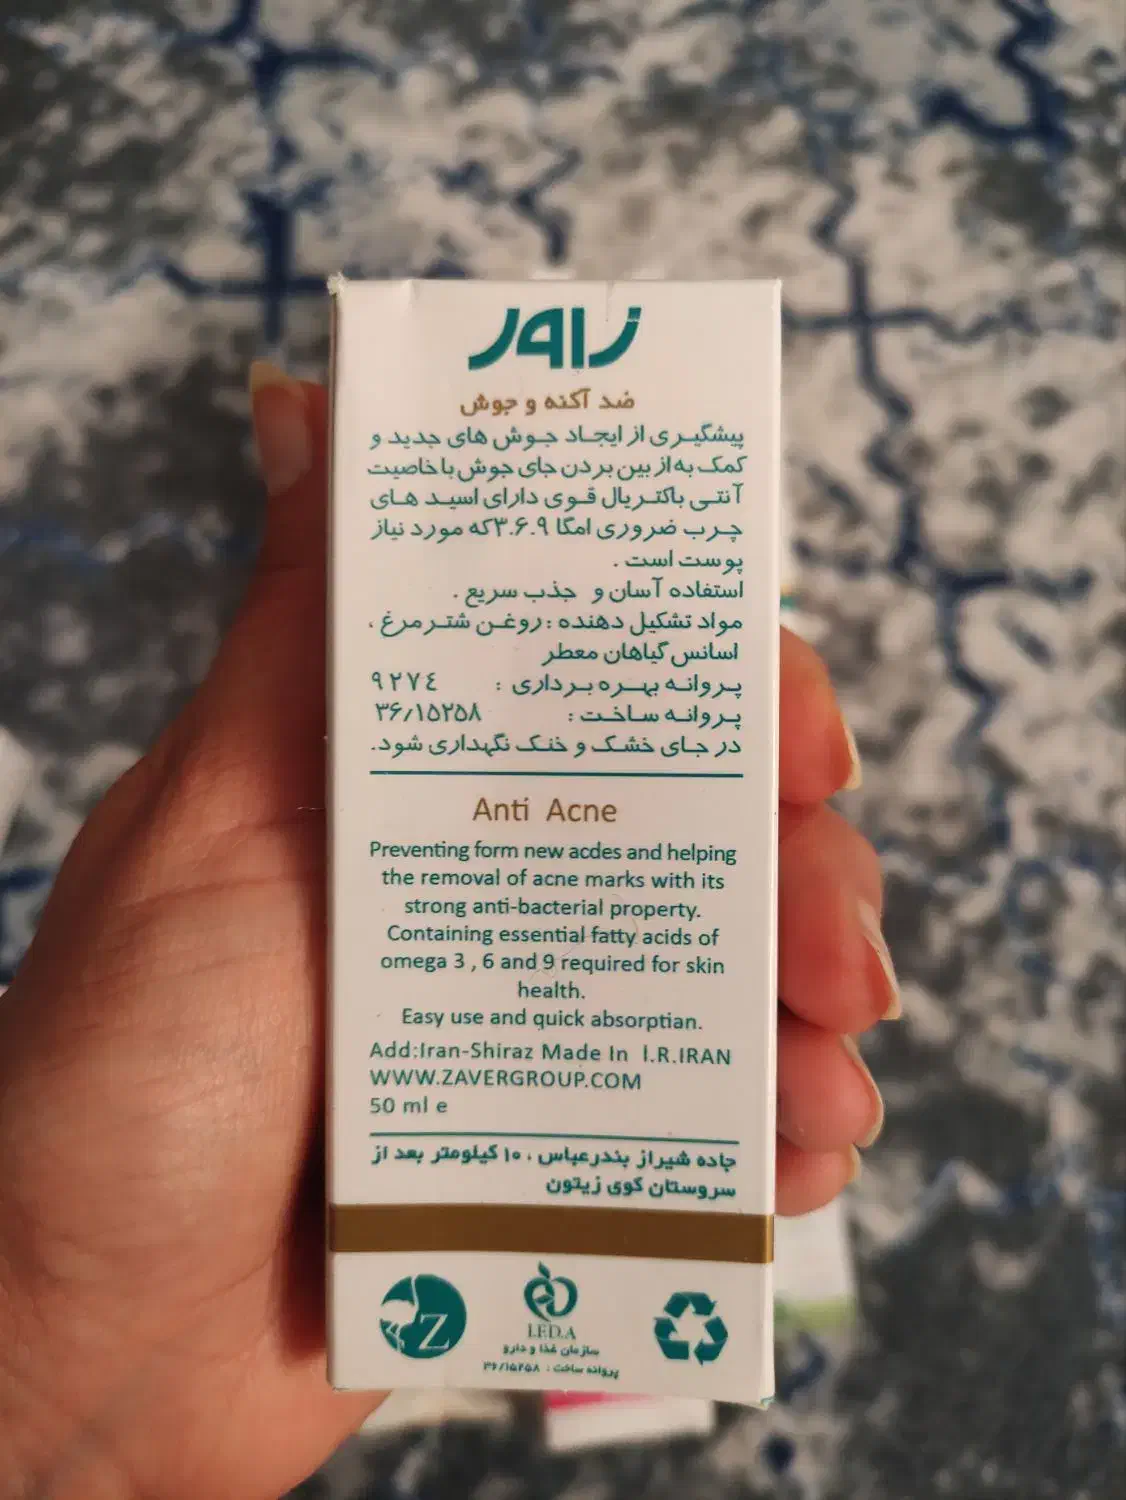 زاور
ضد آکنه و جوش
پیشگیری از ایجاد جوش های جدید و
کمک به از بین بردن جای جوش با خاصیت
آنتی باکتریال قوی دارای اسید های
چرب ضروری امگا ۳.۶.۹ که مورد نیاز
پوست است .
استفاده آسان و جذب سریع .
مواد تشکیل دهنده : روغن شترمرغ ،
اسانس گیاهان معطر
پروانه بهره برداری : ۹۲۷٤
پروانه ساخت : ۳۶/۱۵۲۵۸
در جای خشک و خنک نگهداری شود.
Anti Acne
Preventing form new acdes and helping
the removal of acne marks with its
strong anti-bacterial property.
Containing essential fatty acids of
omega 3 , 6 and 9 required for skin
health.
Easy use and quick absorptian.
Add:Iran-Shiraz Made In I.R.IRAN
WWW.ZAVERGROUP.COM
50 ml e
جاده شیراز بندرعباس ، ۱۰ کیلومتر بعد از
سروستان کوی زیتون
Z
I.F.D.A
سازمان غذا و دارو
پروانه ساخت : ۳۶/۱۵۲۵۸